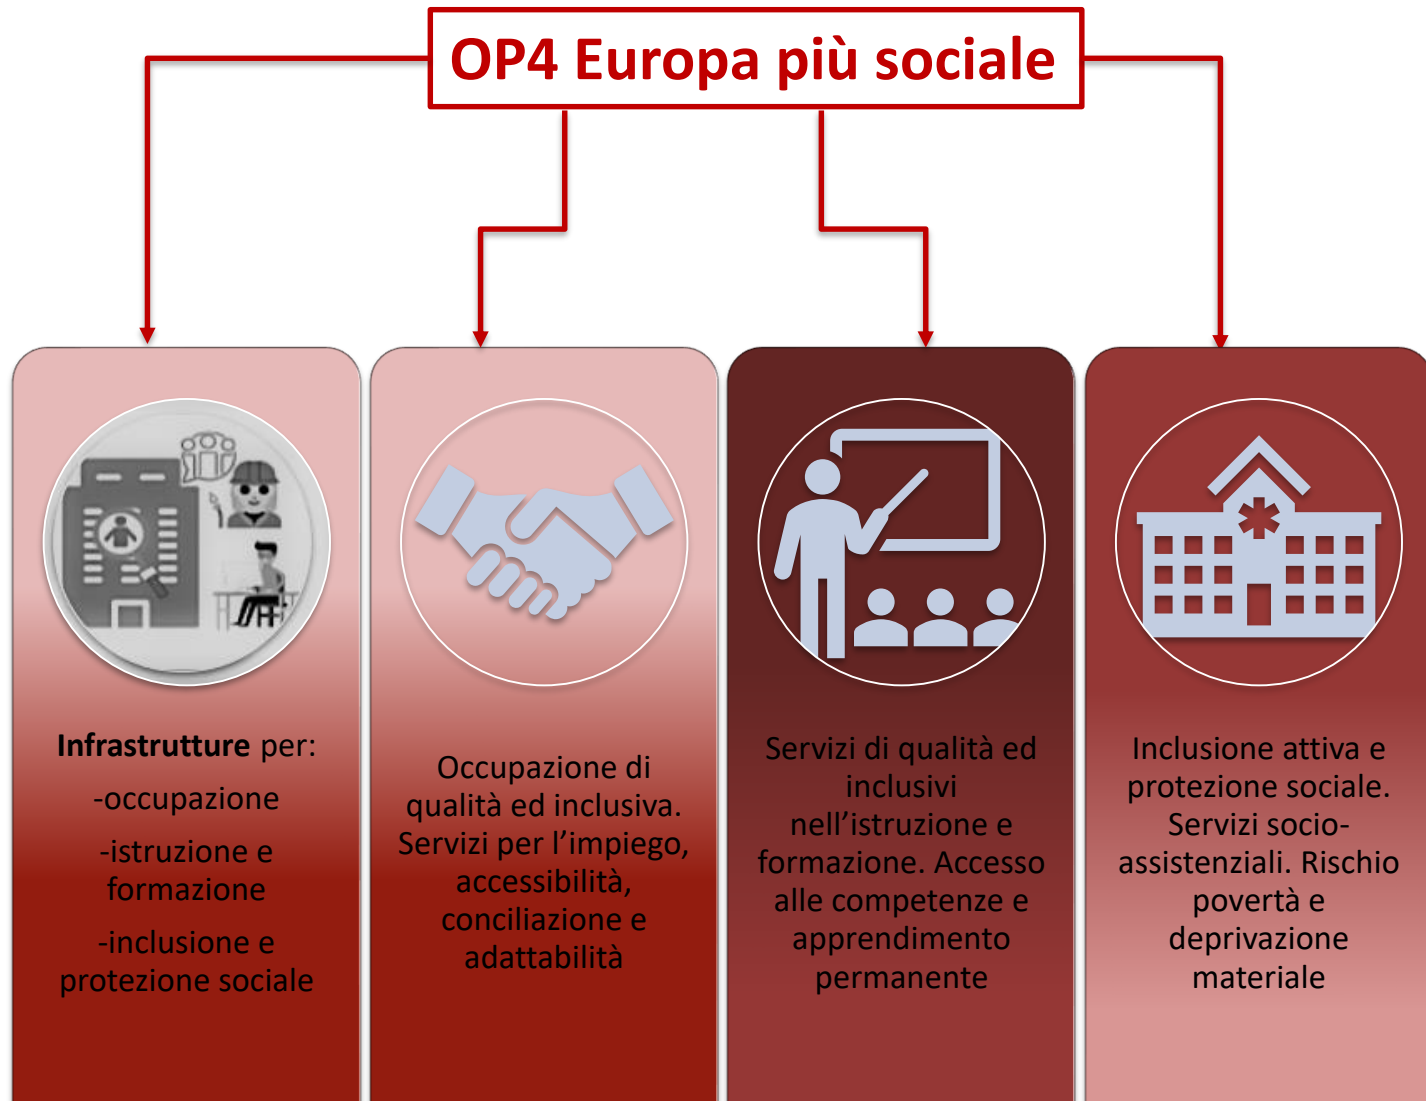 OP4 Europa più sociale
Infrastrutture per:
-occupazione
-istruzione e
formazione
-inclusione e
protezione sociale
Occupazione di
qualità ed inclusiva.
Servizi per l’impiego,
accessibilità,
conciliazione e
adattabilità
Servizi di qualità ed
inclusivi
nell’istruzione e
formazione. Accesso
alle competenze e
apprendimento
permanente
Inclusione attiva e
protezione sociale.
Servizi socio-
assistenziali. Rischio
povertà e
deprivazione
materiale